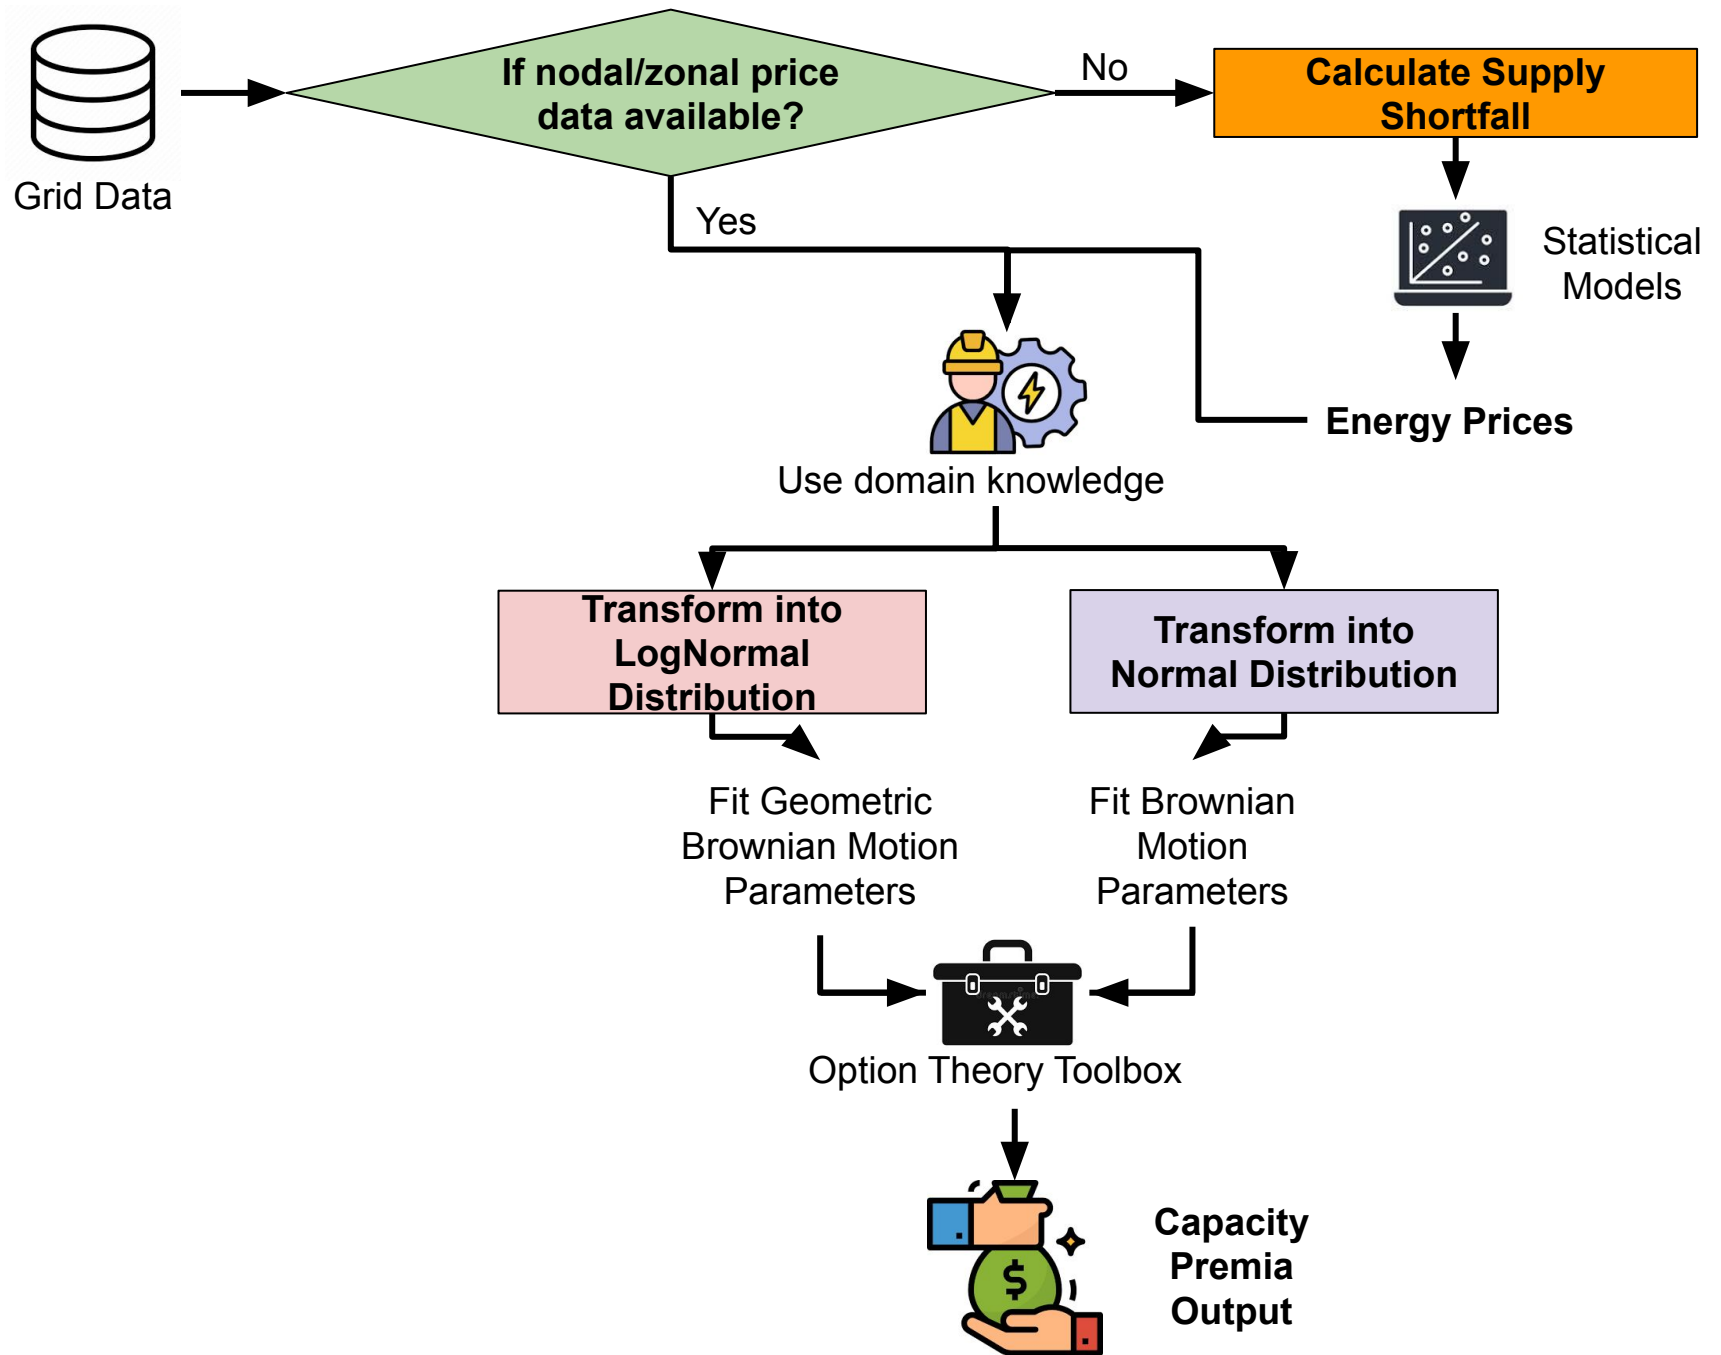 If nodal/zonal price
data available?
No
Calculate Supply
Shortfall
Grid Data
Yes
Statistical
Models
Energy Prices
Use domain knowledge
Transform into
LogNormal
Distribution
Transform into
Normal Distribution
Fit Geometric
Brownian Motion
Parameters
Fit Brownian
Motion
Parameters
Option Theory Toolbox
$
Capacity
Premia
Output